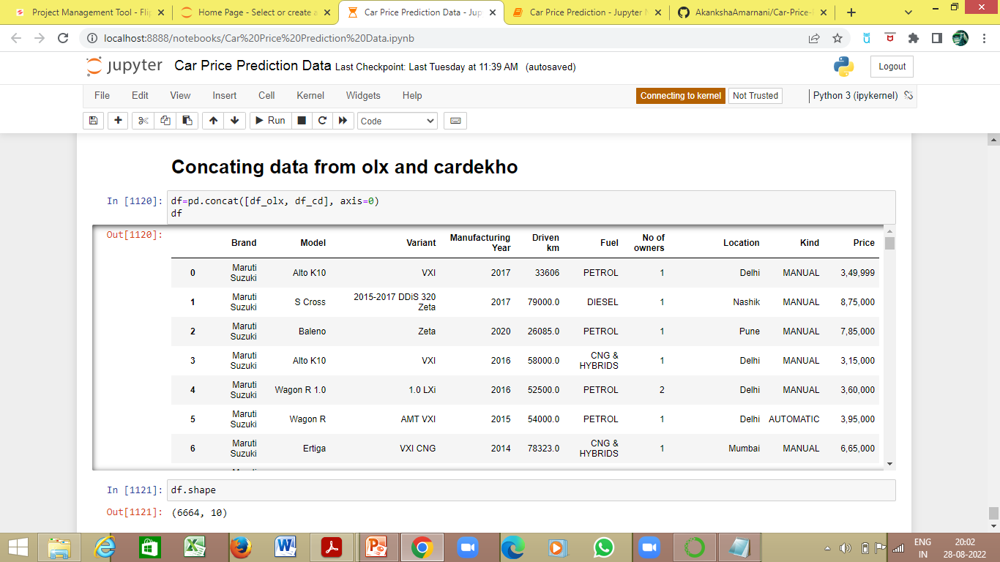 Project Management Tool - Flip
Home Page - Select or create a
Car Price Prediction Data - Jup
Car Price Prediction - Jupyter N
AkankshaAmarnani/Car-Price-
localhost:8888/notebooks/Car%20Price%20Prediction%20Data.ipynb
jupyter Car Price Prediction Data Last Checkpoint: Last Tuesday at 11:39 AM (autosaved)
Logout
File Edit View Insert Cell Kernel Widgets Help
Connecting to kernel Not Trusted Python 3 (ipykernel)
Run Code
Concating data from olx and cardekho
In [1120]: df=pd.concat([df_olx, df_cd], axis=0)
df
Out[1120]:
Brand Model Variant Manufacturing Year Driven km Fuel No of owners Location Kind Price
0 Maruti Suzuki Alto K10 VXI 2017 33606 PETROL 1 Delhi MANUAL 3,49,999
1 Maruti Suzuki S Cross 2015-2017 DDiS 320 Zeta 2017 79000.0 DIESEL 1 Nashik MANUAL 8,75,000
2 Maruti Suzuki Baleno Zeta 2020 26085.0 PETROL 1 Pune MANUAL 7,85,000
3 Maruti Suzuki Alto K10 VXI 2016 58000.0 CNG & HYBRIDS 1 Delhi MANUAL 3,15,000
4 Maruti Suzuki Wagon R 1.0 1.0 LXi 2016 52500.0 PETROL 2 Delhi MANUAL 3,60,000
5 Maruti Suzuki Wagon R AMT VXI 2015 54000.0 PETROL 1 Delhi AUTOMATIC 3,95,000
6 Maruti Suzuki Ertiga VXI CNG 2014 78323.0 CNG & HYBRIDS 1 Mumbai MANUAL 6,65,000
In [1121]: df.shape
Out[1121]: (6664, 10)
ENG
IN
20:02
28-08-2022